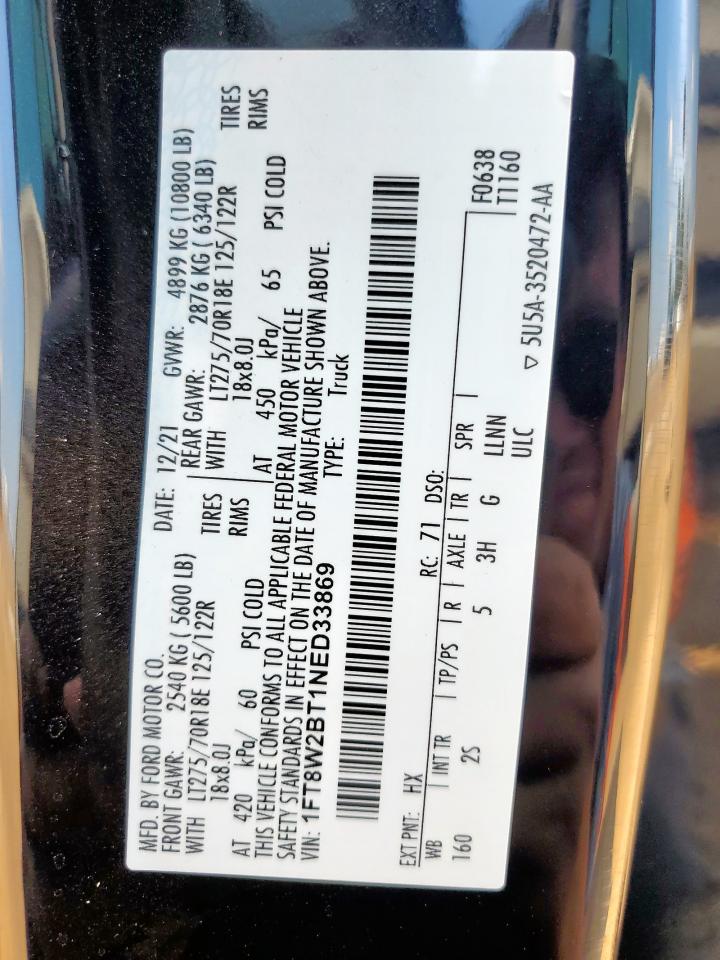 MFD. BY FORD MOTOR CO. DATE: 12/21 GVWR: 4899 KG (10800 LB)
FRONT GAWR: 2540 KG ( 5600 LB) REAR GAWR: 2876 KG ( 6340 LB)
WITH LT275/70R18E 125/122R TIRES WITH LT275/70R18E 125/122R TIRES
18x8.0J RIMS 18x8.0J RIMS
AT 420 kPa/ 60 PSI COLD AT 450 kPa/ 65 PSI COLD
THIS VEHICLE CONFORMS TO ALL APPLICABLE FEDERAL MOTOR VEHICLE
SAFETY STANDARDS IN EFFECT ON THE DATE OF MANUFACTURE SHOWN ABOVE.
VIN: 1FT8W2BT1NED33869 TYPE: Truck
EXT PNT: HX RC: 71 DSO: F0638
WB INT TR TP/PS R AXLE TR SPR T1160
160 2S 5 3H G LLNN
ULC ▽ 5U5A-3520472-AA